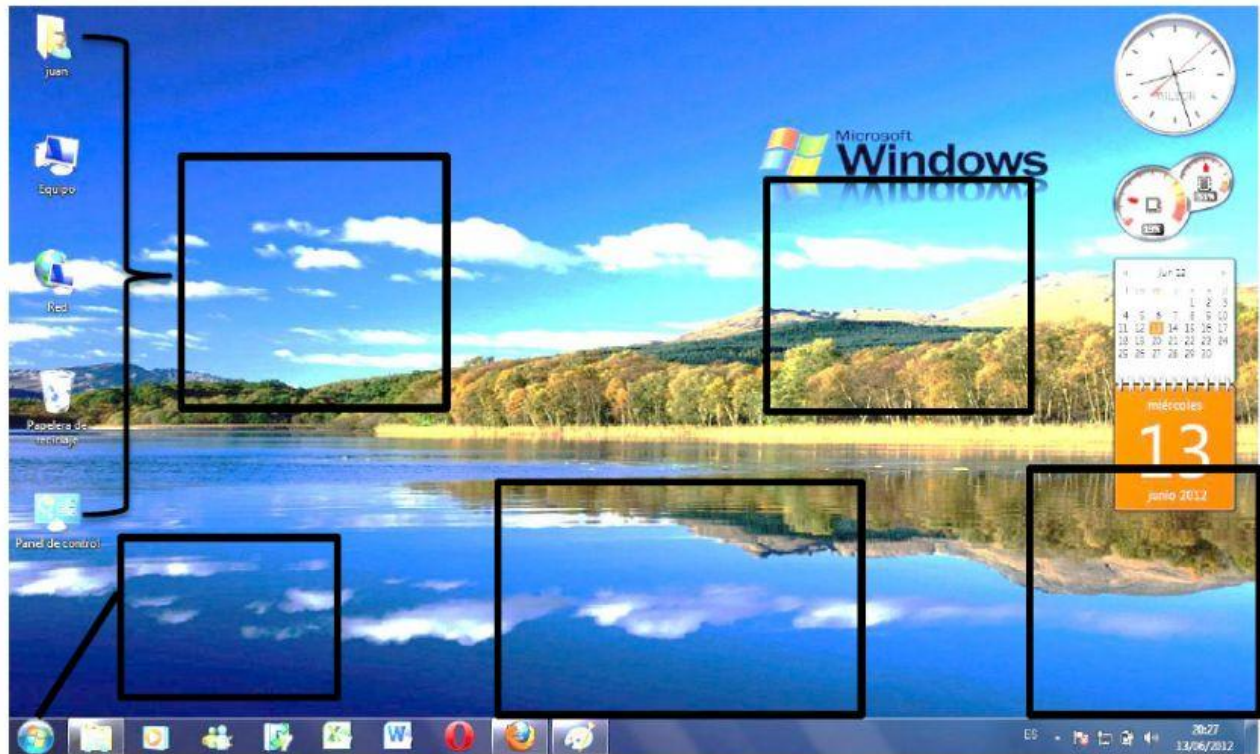 juan
Equipo
Red
Papelera de
reciclaje
Panel de control
Microsoft
Windows
19%
Jun 12
1 2 3
4 5 6 7 8 9 10
11 12 13 14 15 16 17
18 19 20 21 22 23 24
25 26 27 28 29 30
miércoles
13
junio 2012
ES
20:27
13/06/2012